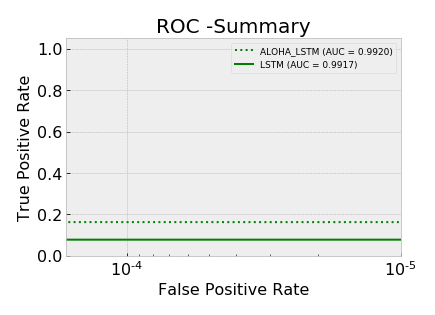 ROC -Summary
ALOHA_LSTM (AUC = 0.9920)
LSTM (AUC = 0.9917)
True Positive Rate
1.0
0.8
0.6
0.4
0.2
0.0
10⁻⁴
10⁻⁵
False Positive Rate